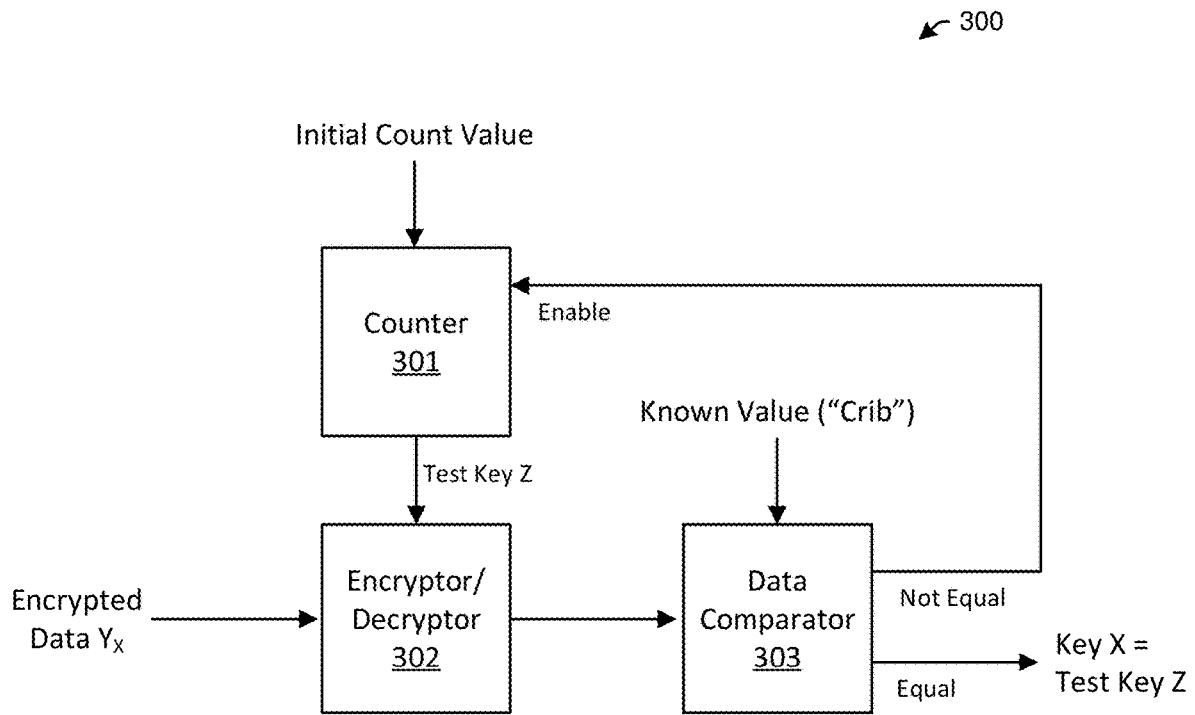 300
Initial Count Value
Counter
301
Enable
Known Value (“Crib”)
Test Key Z
Encrypted
Data Yₓ
Encryptor/
Decryptor
302
Data
Comparator
303
Not Equal
Equal
Key X =
Test Key Z